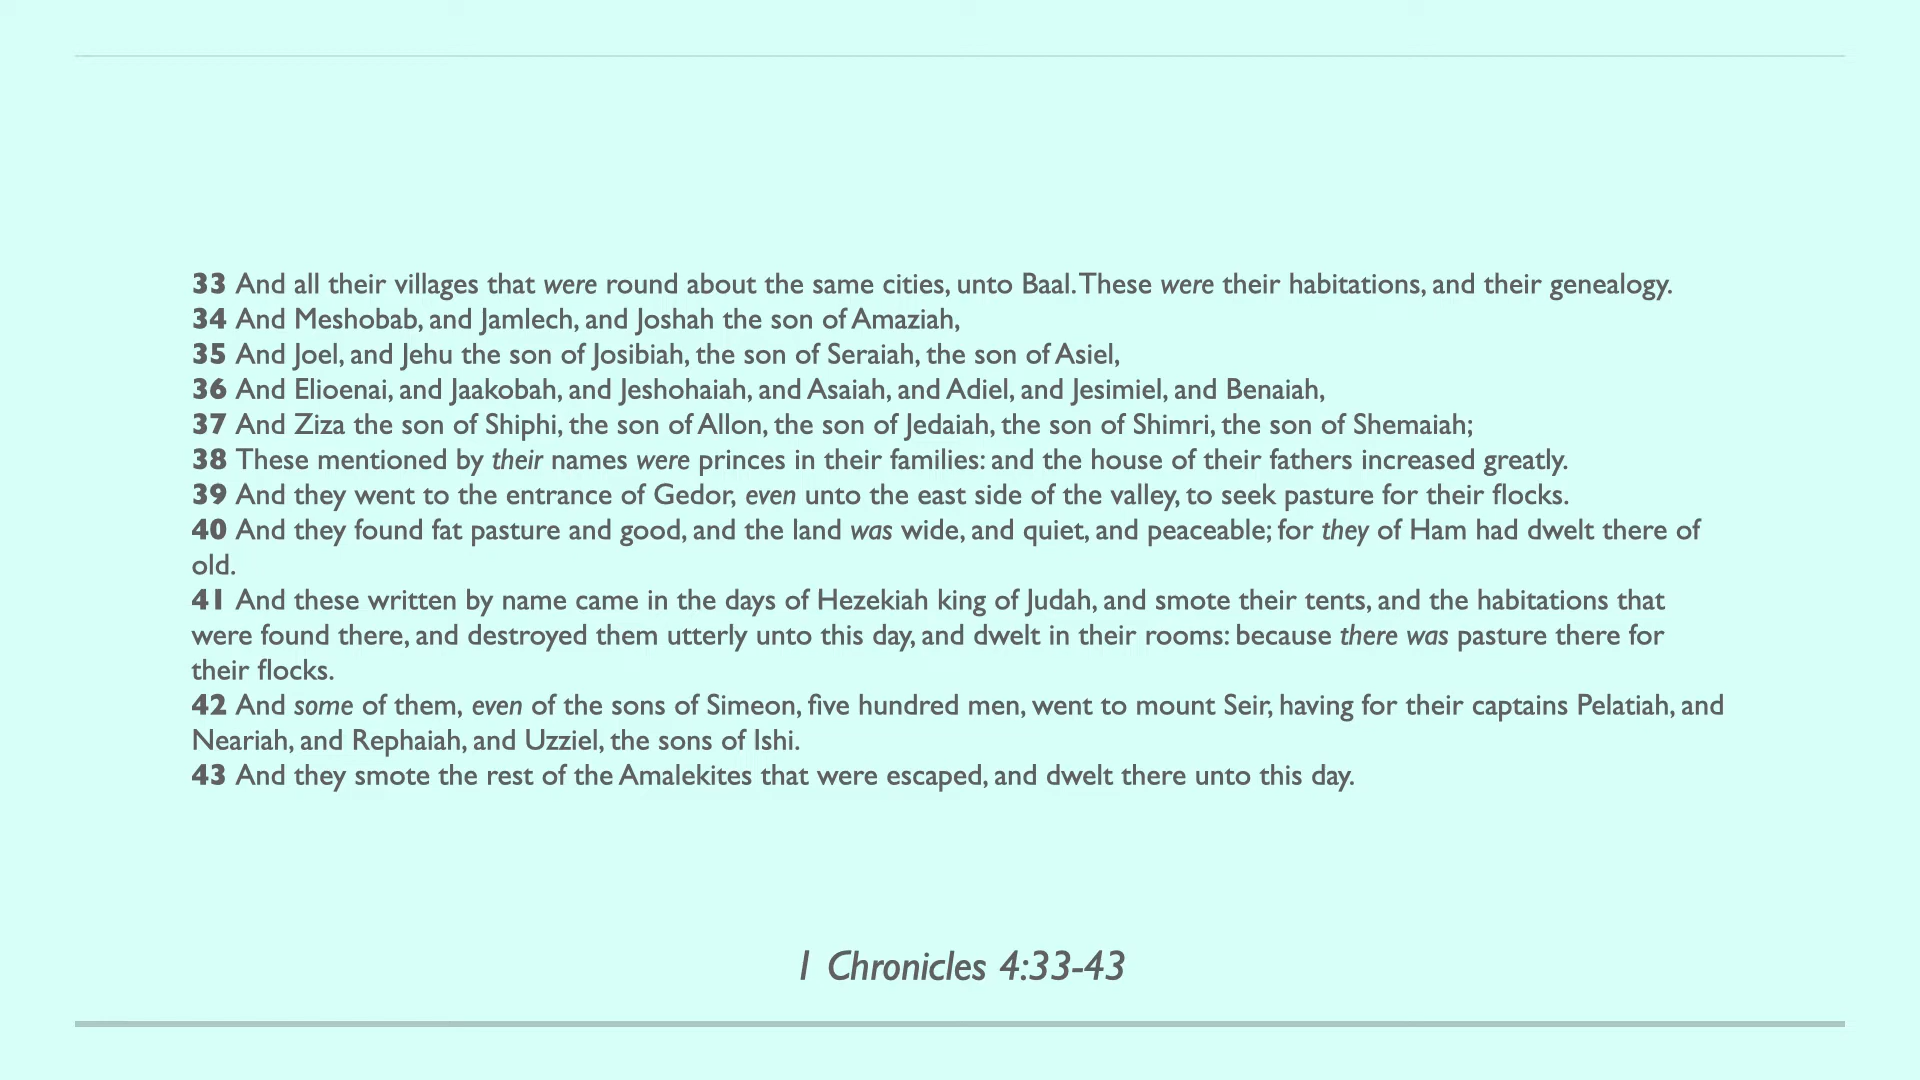 33 And all their villages that were round about the same cities, unto Baal. These were their habitations, and their genealogy.
34 And Meshobab, and Jamlech, and Joshah the son of Amaziah,
35 And Joel, and Jehu the son of Josibiah, the son of Seraiah, the son of Asiel,
36 And Elioenai, and Jaakobah, and Jeshohaiah, and Asaiah, and Adiel, and Jesimiel, and Benaiah,
37 And Ziza the son of Shiphi, the son of Allon, the son of Jedaiah, the son of Shimri, the son of Shemaiah;
38 These mentioned by their names were princes in their families: and the house of their fathers increased greatly.
39 And they went to the entrance of Gedor, even unto the east side of the valley, to seek pasture for their flocks.
40 And they found fat pasture and good, and the land was wide, and quiet, and peaceable; for they of Ham had dwelt there of
old.
41 And these written by name came in the days of Hezekiah king of Judah, and smote their tents, and the habitations that
were found there, and destroyed them utterly unto this day, and dwelt in their rooms: because there was pasture there for
their flocks.
42 And some of them, even of the sons of Simeon, five hundred men, went to mount Seir, having for their captains Pelatiah, and
Neariah, and Rephaiah, and Uzziel, the sons of Ishi.
43 And they smote the rest of the Amalekites that were escaped, and dwelt there unto this day.
1 Chronicles 4:33-43